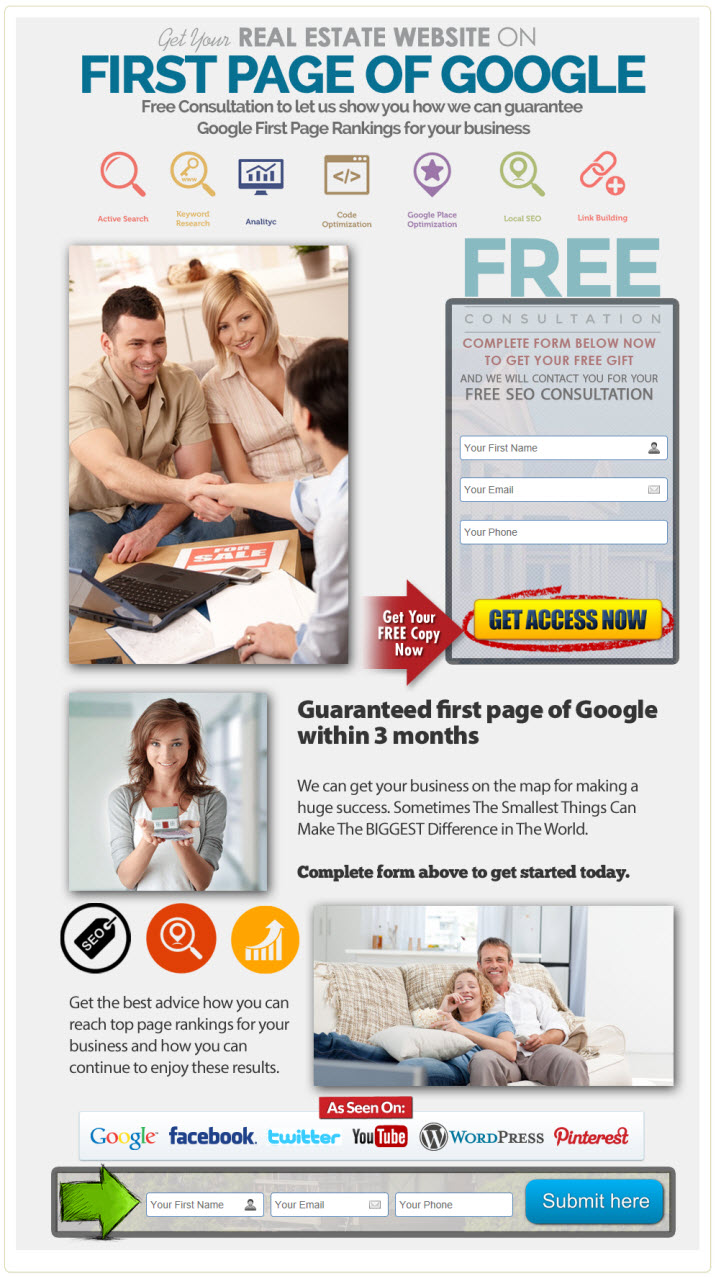 Get Your REAL ESTATE WEBSITE ON
FIRST PAGE OF GOOGLE
Free Consultation to let us show you how we can guarantee
Google First Page Rankings for your business
Active Search
Keyword
Research
www
Analityc
</>
Code
Optimization
Google Place
Optimization
Local SEO
Link Building
FOR
SALE
FREE
CONSULTATION
COMPLETE FORM BELOW NOW
TO GET YOUR FREE GIFT
AND WE WILL CONTACT YOU FOR YOUR
FREE SEO CONSULTATION
Your First Name
Your Email
Your Phone
Get Your
FREE Copy
Now
GET ACCESS NOW
Guaranteed first page of Google
within 3 months
We can get your business on the map for making a
huge success. Sometimes The Smallest Things Can
Make The BIGGEST Difference in The World.
Complete form above to get started today.
SEO
Get the best advice how you can
reach top page rankings for your
business and how you can
continue to enjoy these results.
As Seen On:
Google facebook. twitter YouTube WORDPRESS Pinterest
Your First Name Your Email Your Phone Submit here